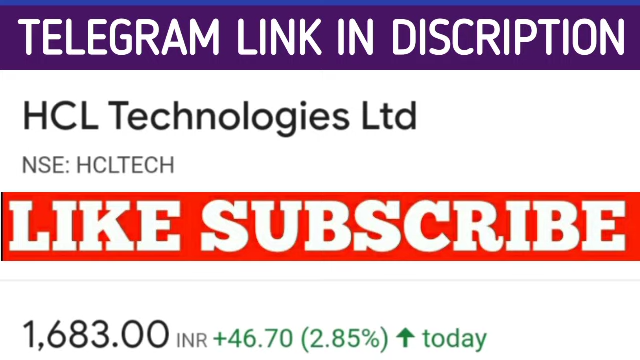 TELEGRAM LINK IN DISCRIPTION
HCL Technologies Ltd
NSE: HCLTECH
LIKE SUBSCRIBE
1,683.00 INR +46.70 (2.85%) ↑ today